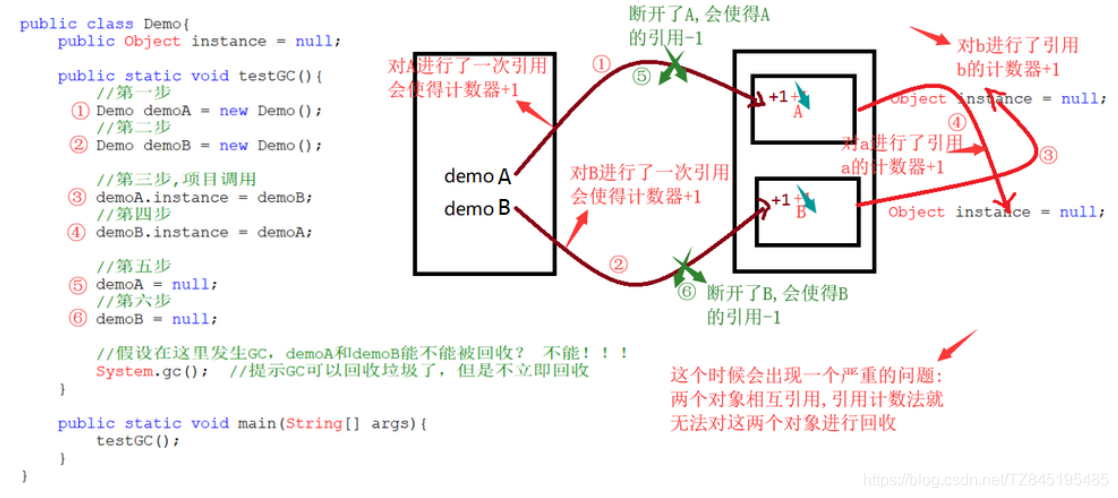 public class Demo{
public Object instance = null;
public static void testGC(){
//第一步
① Demo demoA = new Demo();
//第二步
② Demo demoB = new Demo();
//第三步,项目调用
③ demoA.instance = demoB;
//第四步
④ demoB.instance = demoA;
//第五步
⑤ demoA = null;
//第六步
⑥ demoB = null;
//假设在这里发生GC，demoA和demoB能不能被回收？ 不能！！！
System.gc(); //提示GC可以回收垃圾了，但是不立即回收
}
public static void main(String[] args){
testGC();
}
}
对A进行了一次引用
会使得计数器+1
①
断开了A,会使得A
的引用-1
⑤
demo A
demo B
对B进行了一次引用
会使得计数器+1
②
⑥ 断开了B,会使得B
的引用-1
+1
A
+1
B
对b进行了引用
b的计数器+1
Object instance = null;
④
对a进行了引用
a的计数器+1
③
Object instance = null;
这个时候会出现一个严重的问题:
两个对象相互引用,引用计数法就
无法对这两个对象进行回收
https://blog.csdn.net/TZ845195485